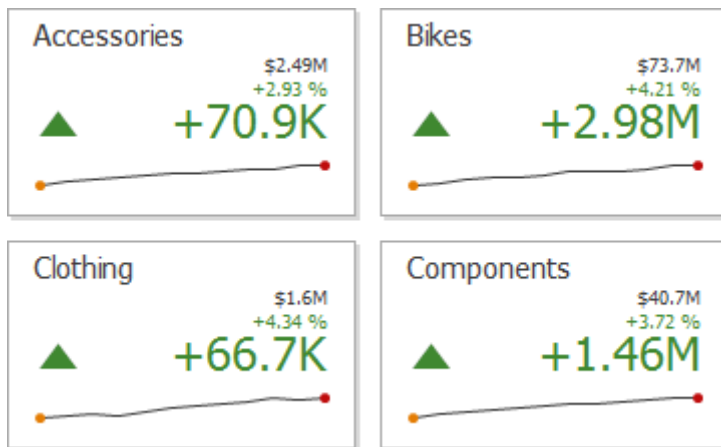 Accessories
$2.49M
+2.93 %
+70.9K
Bikes
$73.7M
+4.21 %
+2.98M
Clothing
$1.6M
+4.34 %
+66.7K
Components
$40.7M
+3.72 %
+1.46M